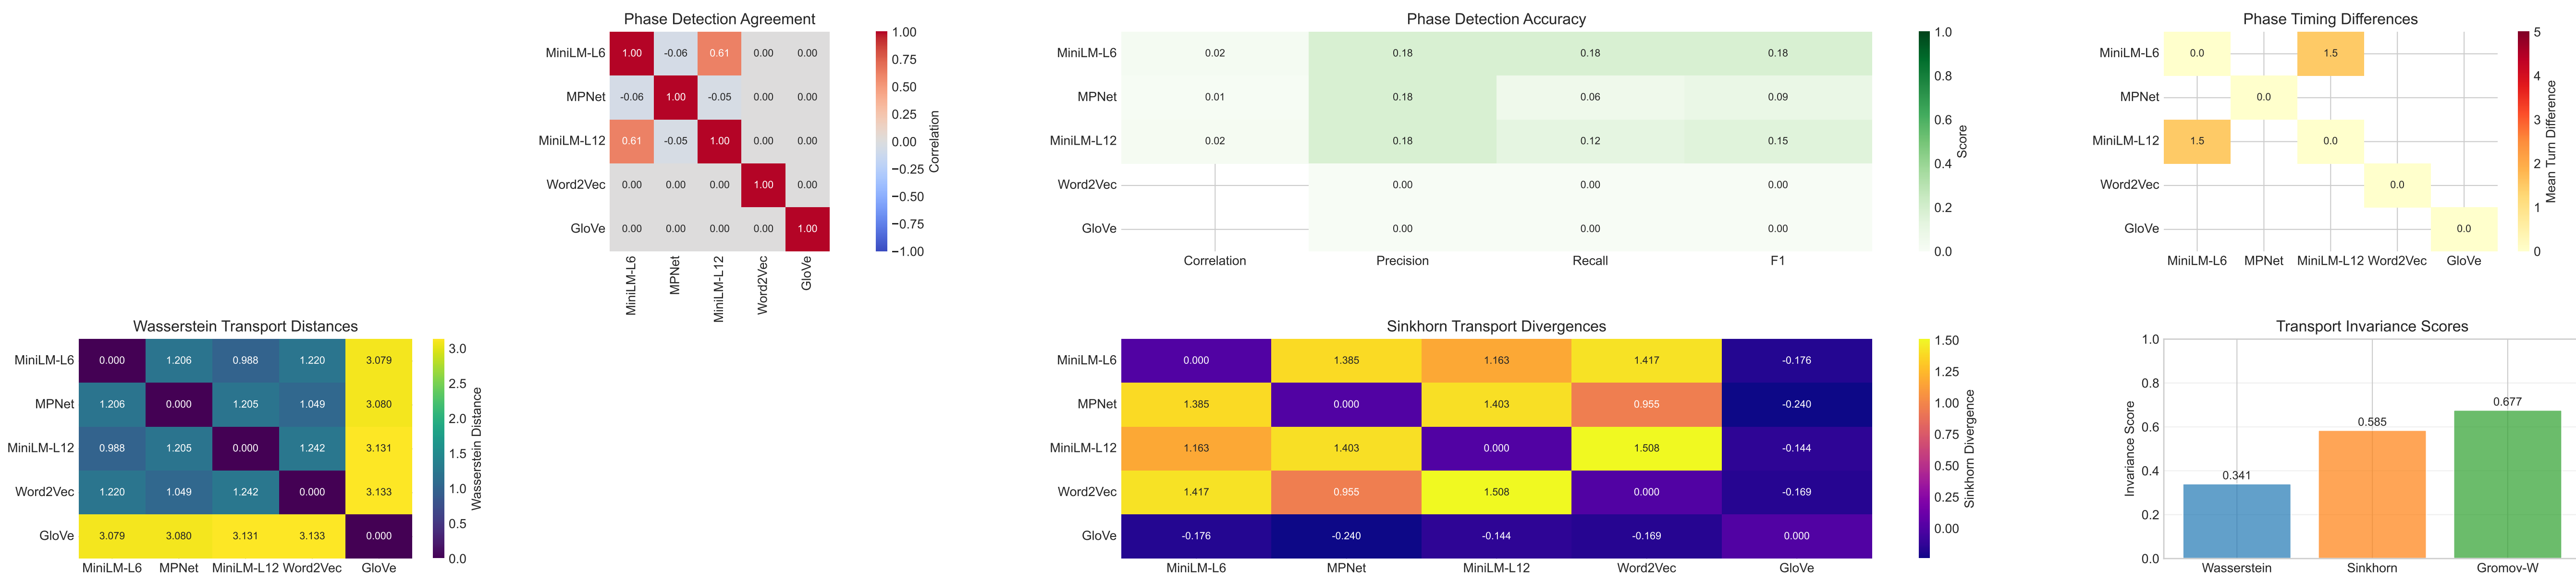 Phase Detection Agreement
MiniLM-L6 1.00 -0.06 0.61 0.00 0.00
MPNet -0.06 1.00 -0.05 0.00 0.00
MiniLM-L12 0.61 -0.05 1.00 0.00 0.00
Word2Vec 0.00 0.00 0.00 1.00 0.00
GloVe 0.00 0.00 0.00 0.00 1.00
MiniLM-L6 MPNet MiniLM-L12 Word2Vec GloVe
1.00
0.75
0.50
0.25
0.00
−0.25
−0.50
−0.75
−1.00
Correlation
Phase Detection Accuracy
MiniLM-L6 0.02 0.18 0.18 0.18
MPNet 0.01 0.18 0.06 0.09
MiniLM-L12 0.02 0.18 0.12 0.15
Word2Vec 0.00 0.00 0.00
GloVe 0.00 0.00 0.00
Correlation Precision Recall F1
1.0
0.8
0.6
0.4
0.2
0.0
Score
Phase Timing Differences
MiniLM-L6 0.0 1.5
MPNet 0.0
MiniLM-L12 1.5 0.0
Word2Vec 0.0
GloVe 0.0
MiniLM-L6 MPNet MiniLM-L12 Word2Vec GloVe
5
4
3
2
1
0
Mean Turn Difference
Wasserstein Transport Distances
MiniLM-L6 0.000 1.206 0.988 1.220 3.079
MPNet 1.206 0.000 1.205 1.049 3.080
MiniLM-L12 0.988 1.205 0.000 1.242 3.131
Word2Vec 1.220 1.049 1.242 0.000 3.133
GloVe 3.079 3.080 3.131 3.133 0.000
MiniLM-L6 MPNet MiniLM-L12 Word2Vec GloVe
3.0
2.5
2.0
1.5
1.0
0.5
0.0
Wasserstein Distance
Sinkhorn Transport Divergences
MiniLM-L6 0.000 1.385 1.163 1.417 -0.176
MPNet 1.385 0.000 1.403 0.955 -0.240
MiniLM-L12 1.163 1.403 0.000 1.508 -0.144
Word2Vec 1.417 0.955 1.508 0.000 -0.169
GloVe -0.176 -0.240 -0.144 -0.169 0.000
MiniLM-L6 MPNet MiniLM-L12 Word2Vec GloVe
1.50
1.25
1.00
0.75
0.50
0.25
0.00
Sinkhorn Divergence
Transport Invariance Scores
1.0
0.8
0.6
0.4
0.2
0.0
Invariance Score
0.341 0.585 0.677
Wasserstein Sinkhorn Gromov-W